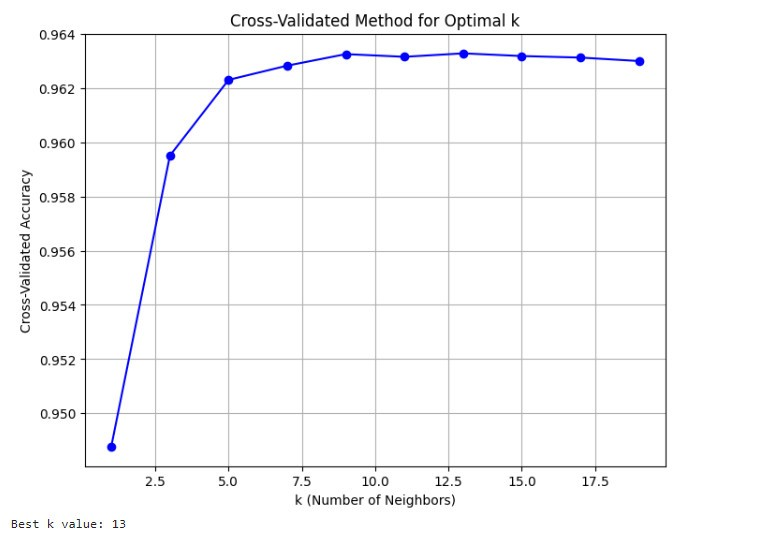 Cross-Validated Method for Optimal k
0.964
0.962
0.960
0.958
0.956
0.954
0.952
0.950
Cross-Validated Accuracy
2.5 5.0 7.5 10.0 12.5 15.0 17.5
k (Number of Neighbors)
Best k value: 13